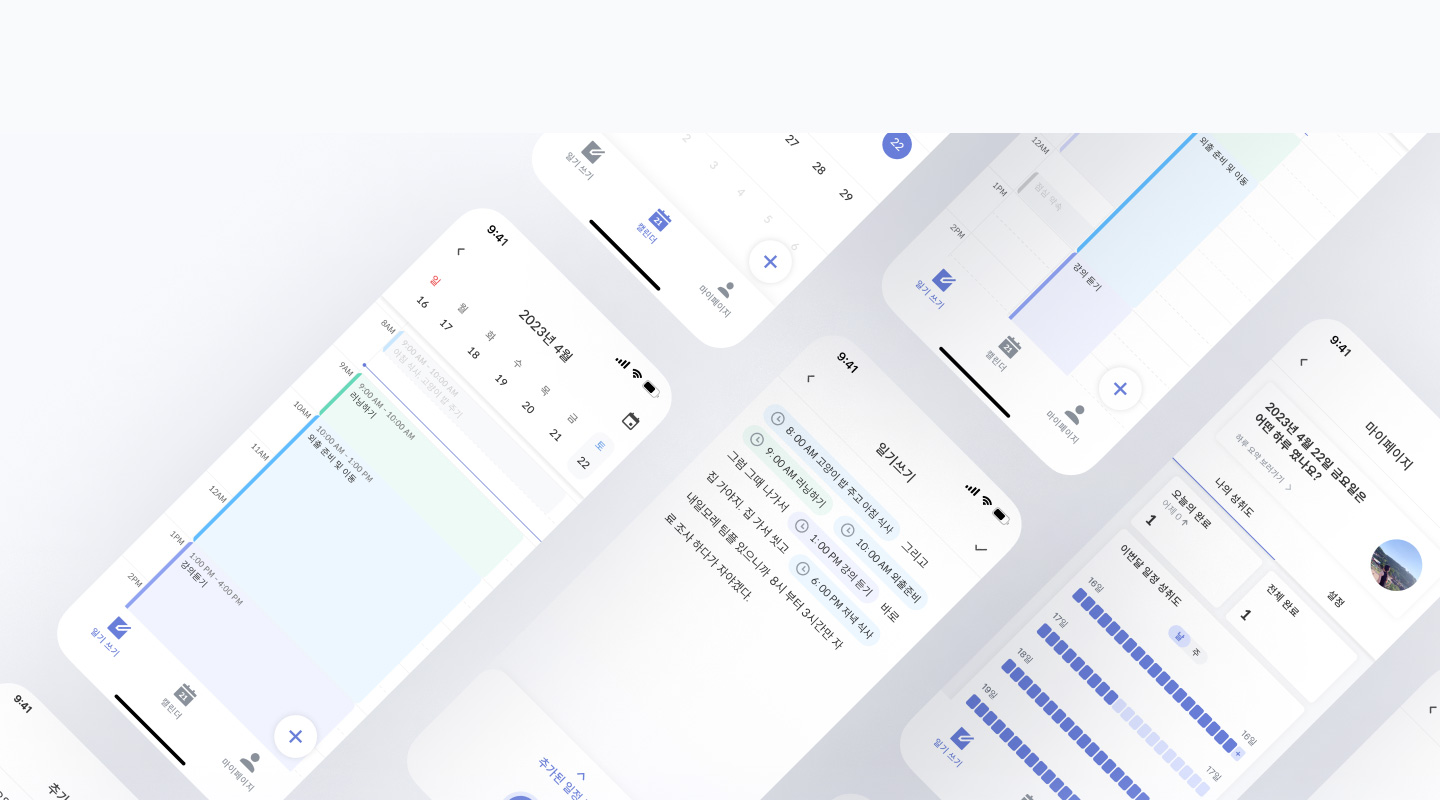 2
3
4
5
6
27
28
29
22
일기 쓰기
21
캘린더
마이페이지
12AM
1PM
2PM
점심 약속
외출 준비 및 이동
강의 듣기
일기 쓰기
21
캘린더
마이페이지
9:41
2023년 4월
일 월 화 수 목 금 토
16 17 18 19 20 21 22
8AM
9AM
10AM
11AM
12AM
1PM
2PM
9:00 AM - 10:00 AM
아침 식사, 고양이 밥 주기
9:00 AM - 10:00 AM
러닝하기
10:00 AM - 1:00 PM
외출 준비 및 이동
1:00 PM - 4:00 PM
강의듣기
일기 쓰기
21
캘린더
마이페이지
9:41
일기쓰기
8:00 AM 고양이 밥 주고 아침 식사 그리고
9:00 AM 러닝하기 10:00 AM 외출준비
그럼 그때 나가서 1:00 PM 강의 듣기 바로
집 가야지. 집 가서 씻고 6:00 PM 저녁 식사
내일모레 팀플 있으니까 8시 부터 3시간만 자
료 조사 하다가 자야겠다.
9:41
마이페이지
2023년 4월 22일 금요일은
어떤 하루 였나요?
하루 요약 보러가기
나의 성취도
설정
오늘의 완료
어제 0
1
전체 완료
1
이번달 일정 성취도
날 주
16일
16일
17일
17일
18일
19일
일기 쓰기
9:41
추가
추가된 일정